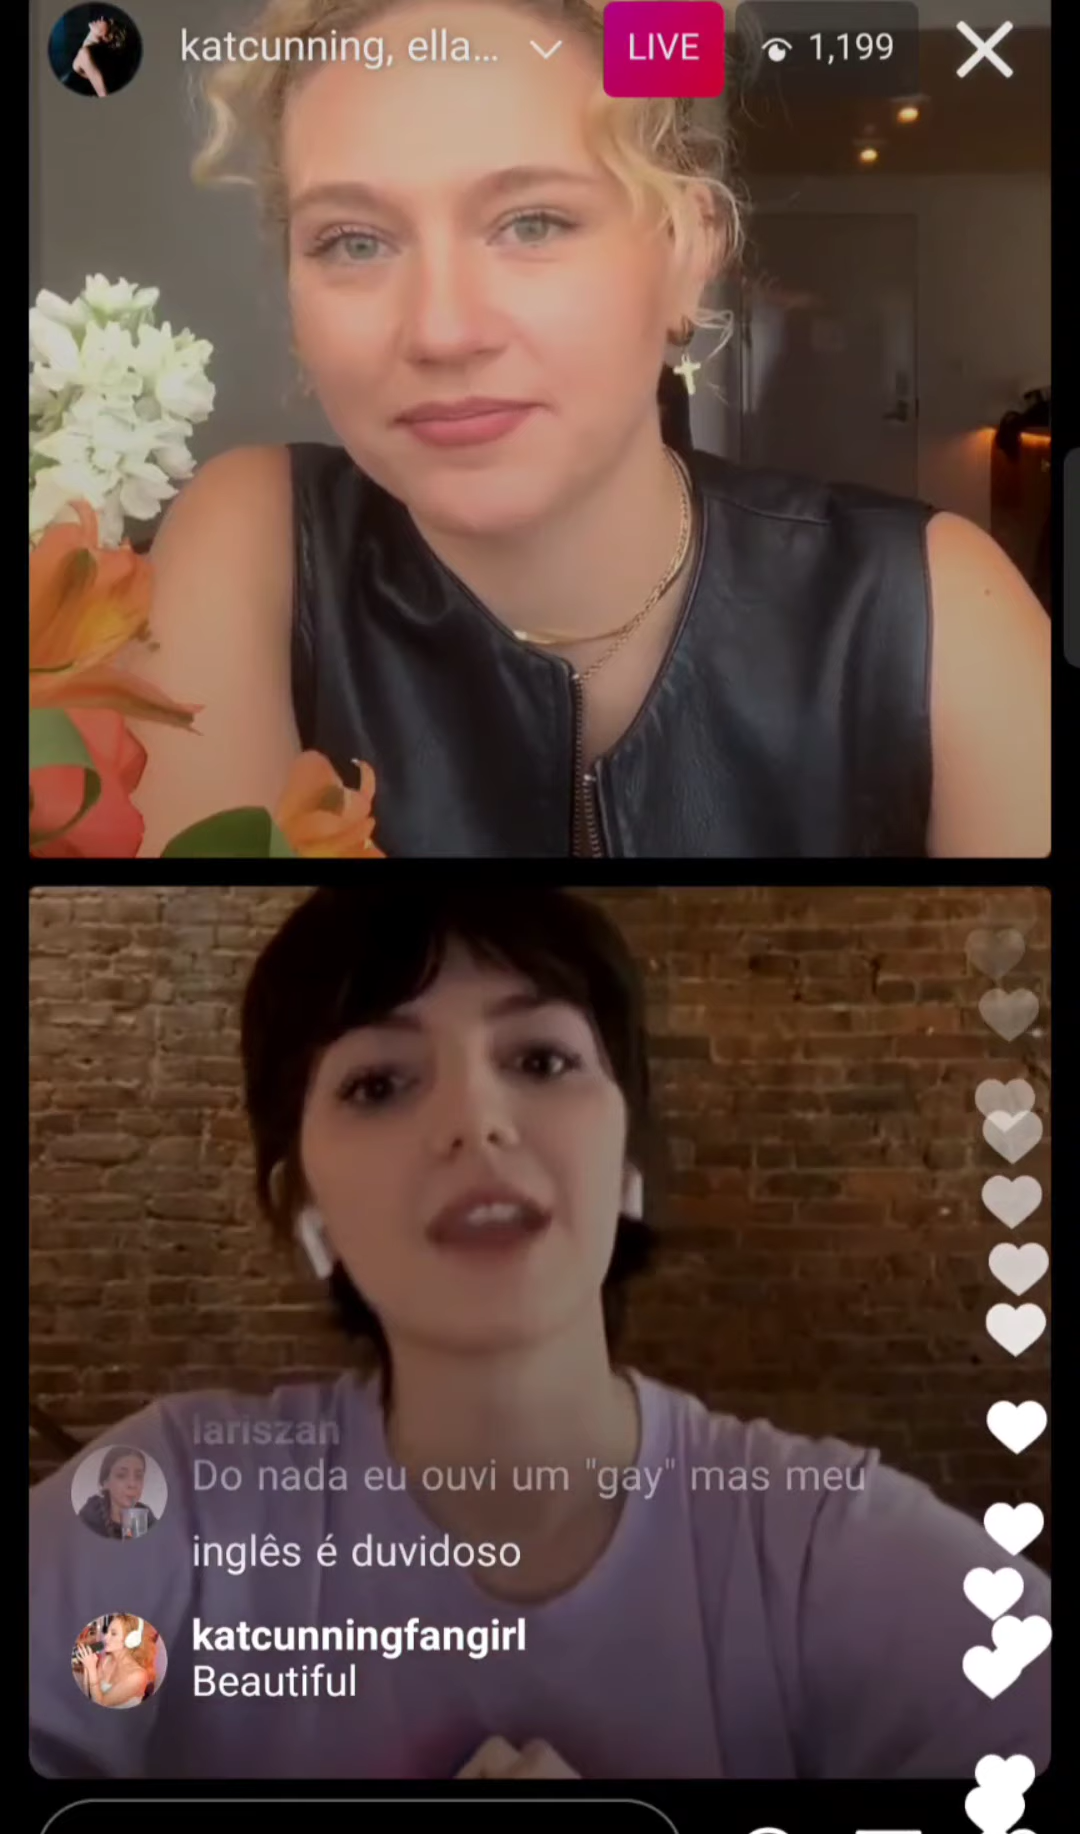 katcunning, ella...
LIVE
1,199
lariszan
Do nada eu ouvi um "gay" mas meu
inglês é duvidoso
katcunningfangirl
Beautiful